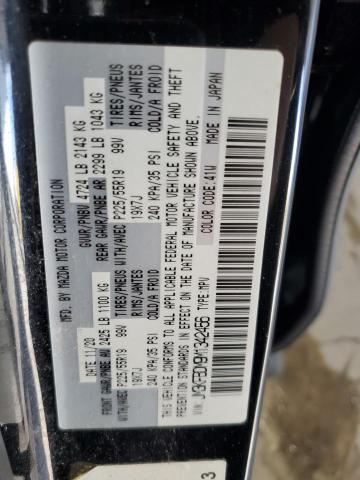 MFD. BY MAZDA MOTOR CORPORATION
DATE: 11/20 GVWR/PNBV 4724 LB 2143 KG
FRONT GAWR/PNBE AV 2425 LB 1100 KG REAR GAWR/PNBE AR 2299 LB 1043 KG
WITH/AVEC TIRES/PNEUS WITH/AVEC TIRES/PNEUS
P225/55R19 99V P225/55R19 99V
RIMS/JANTES 19X7J RIMS/JANTES 19X7J
COLD/A FROID 240 KPA/35 PSI COLD/A FROID 240 KPA/35 PSI
THIS VEHICLE CONFORMS TO ALL APPLICABLE FEDERAL MOTOR VEHICLE SAFETY AND THEFT
PREVENTION STANDARDS IN EFFECT ON THE DATE OF MANUFACTURE SHOWN ABOVE.
TYPE: MPV COLOR CODE: 41W MADE IN JAPAN
3